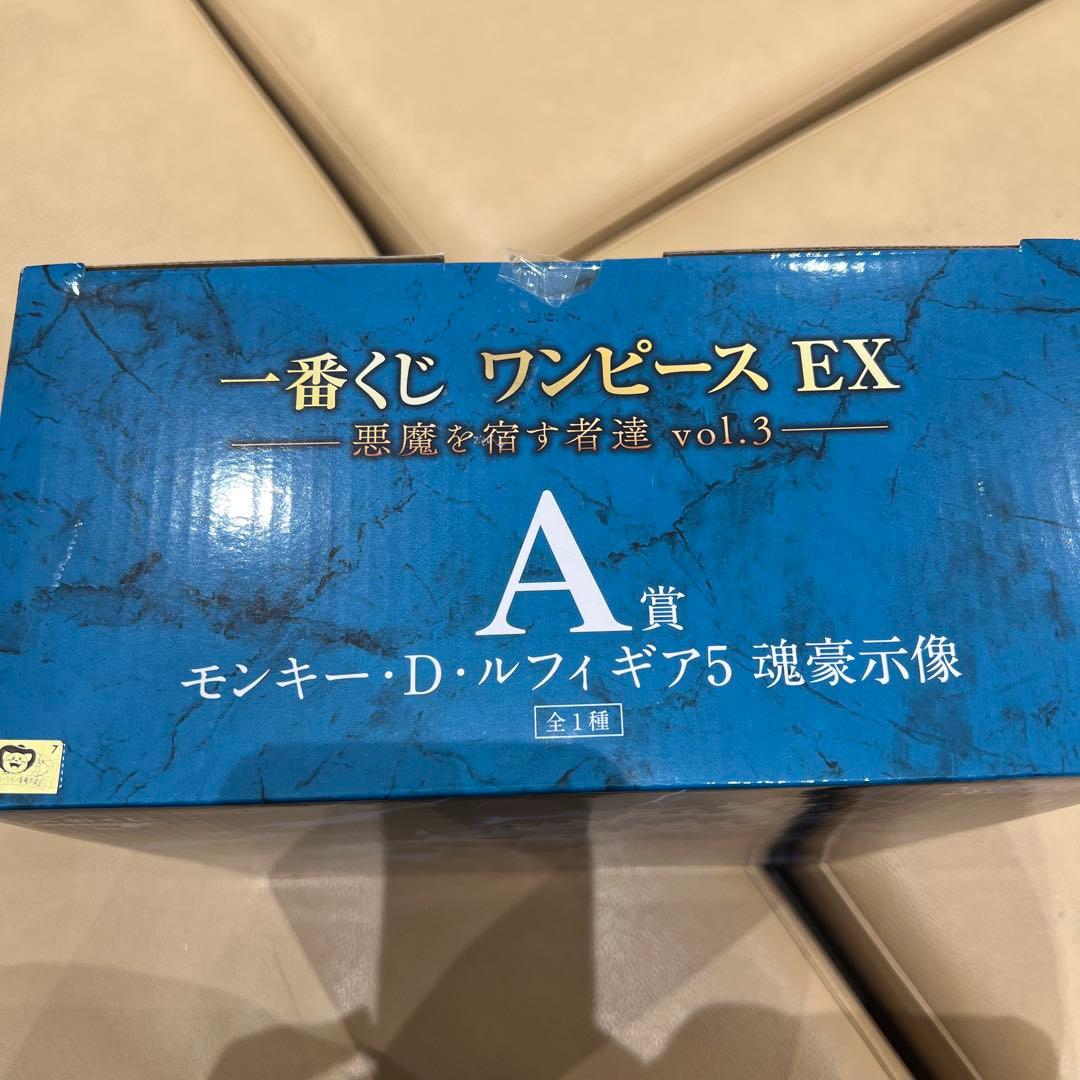 一番くじ ワンピース EX
悪魔を宿す者達 vol.3
A賞
モンキー・D・ルフィ ギア5 魂豪示像
全1種
7